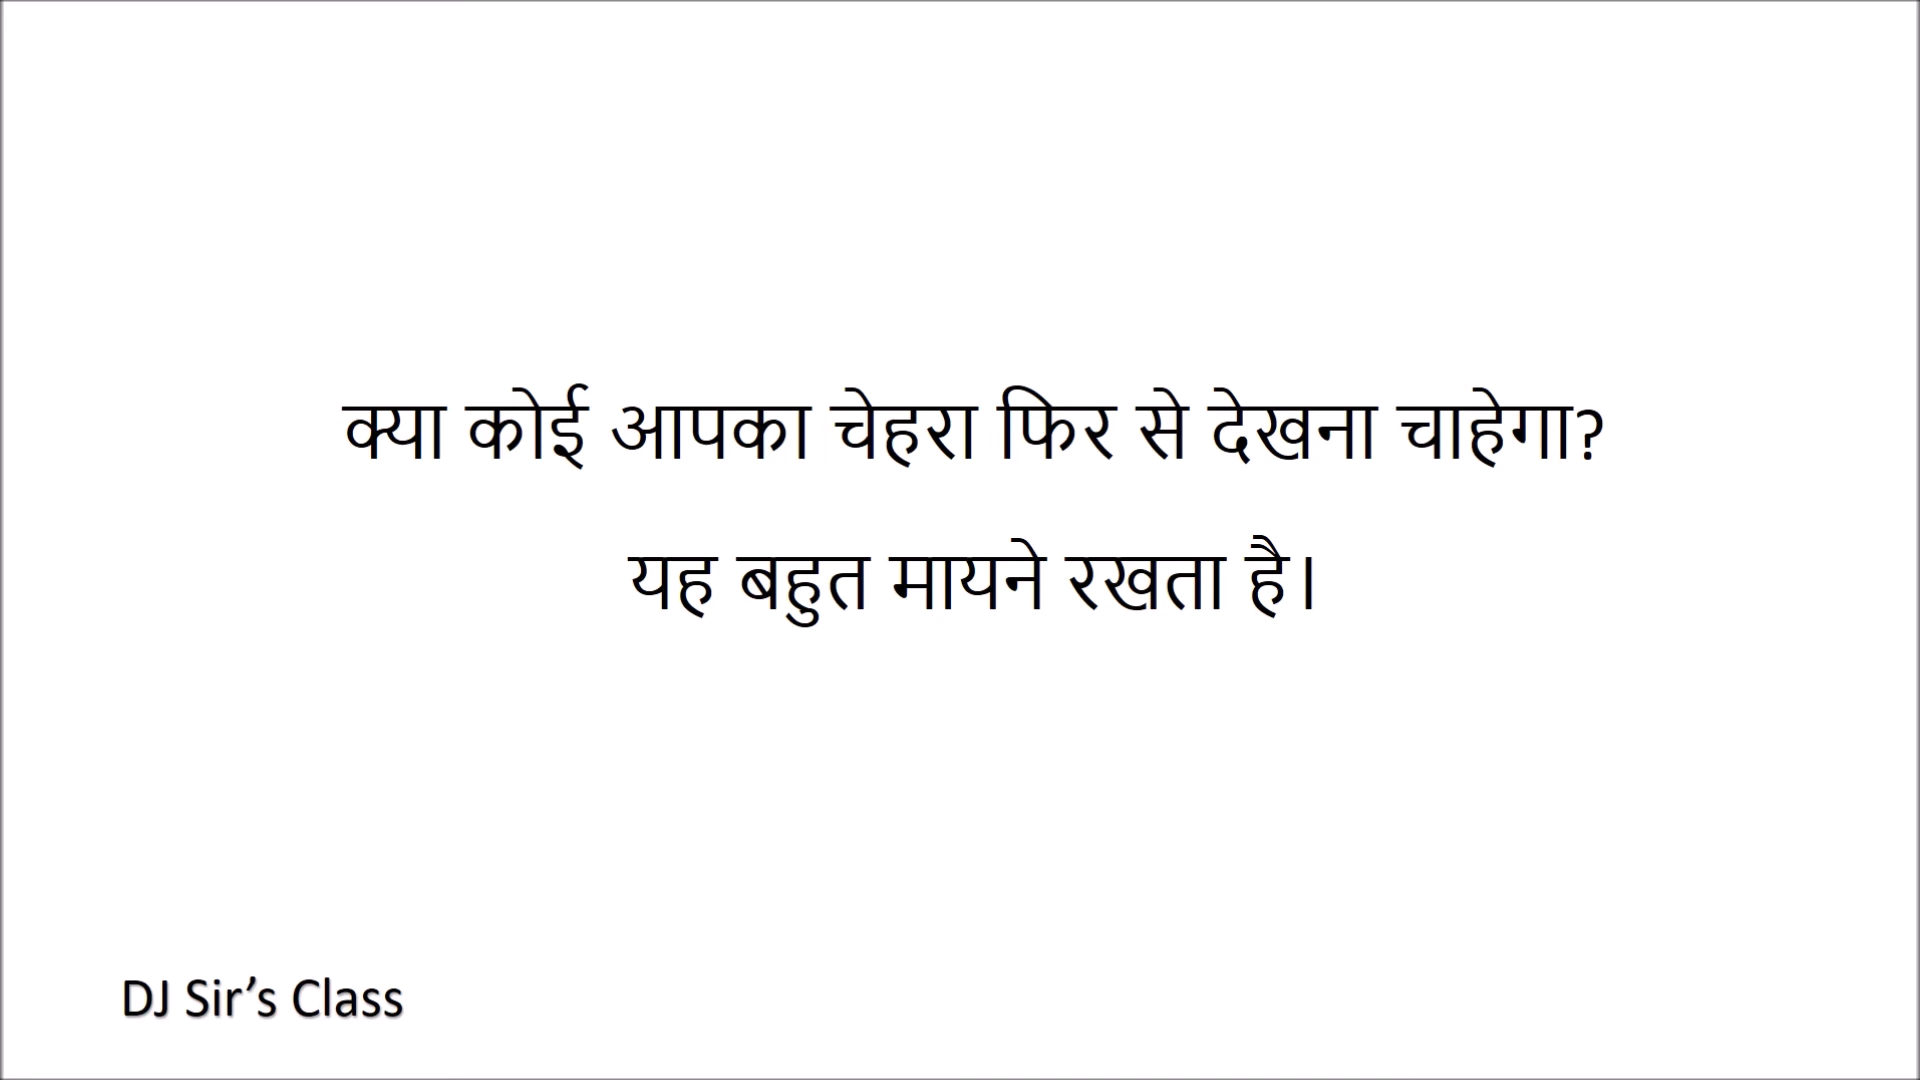 क्या कोई आपका चेहरा फिर से देखना चाहेगा?
यह बहुत मायने रखता है।
DJ Sir’s Class